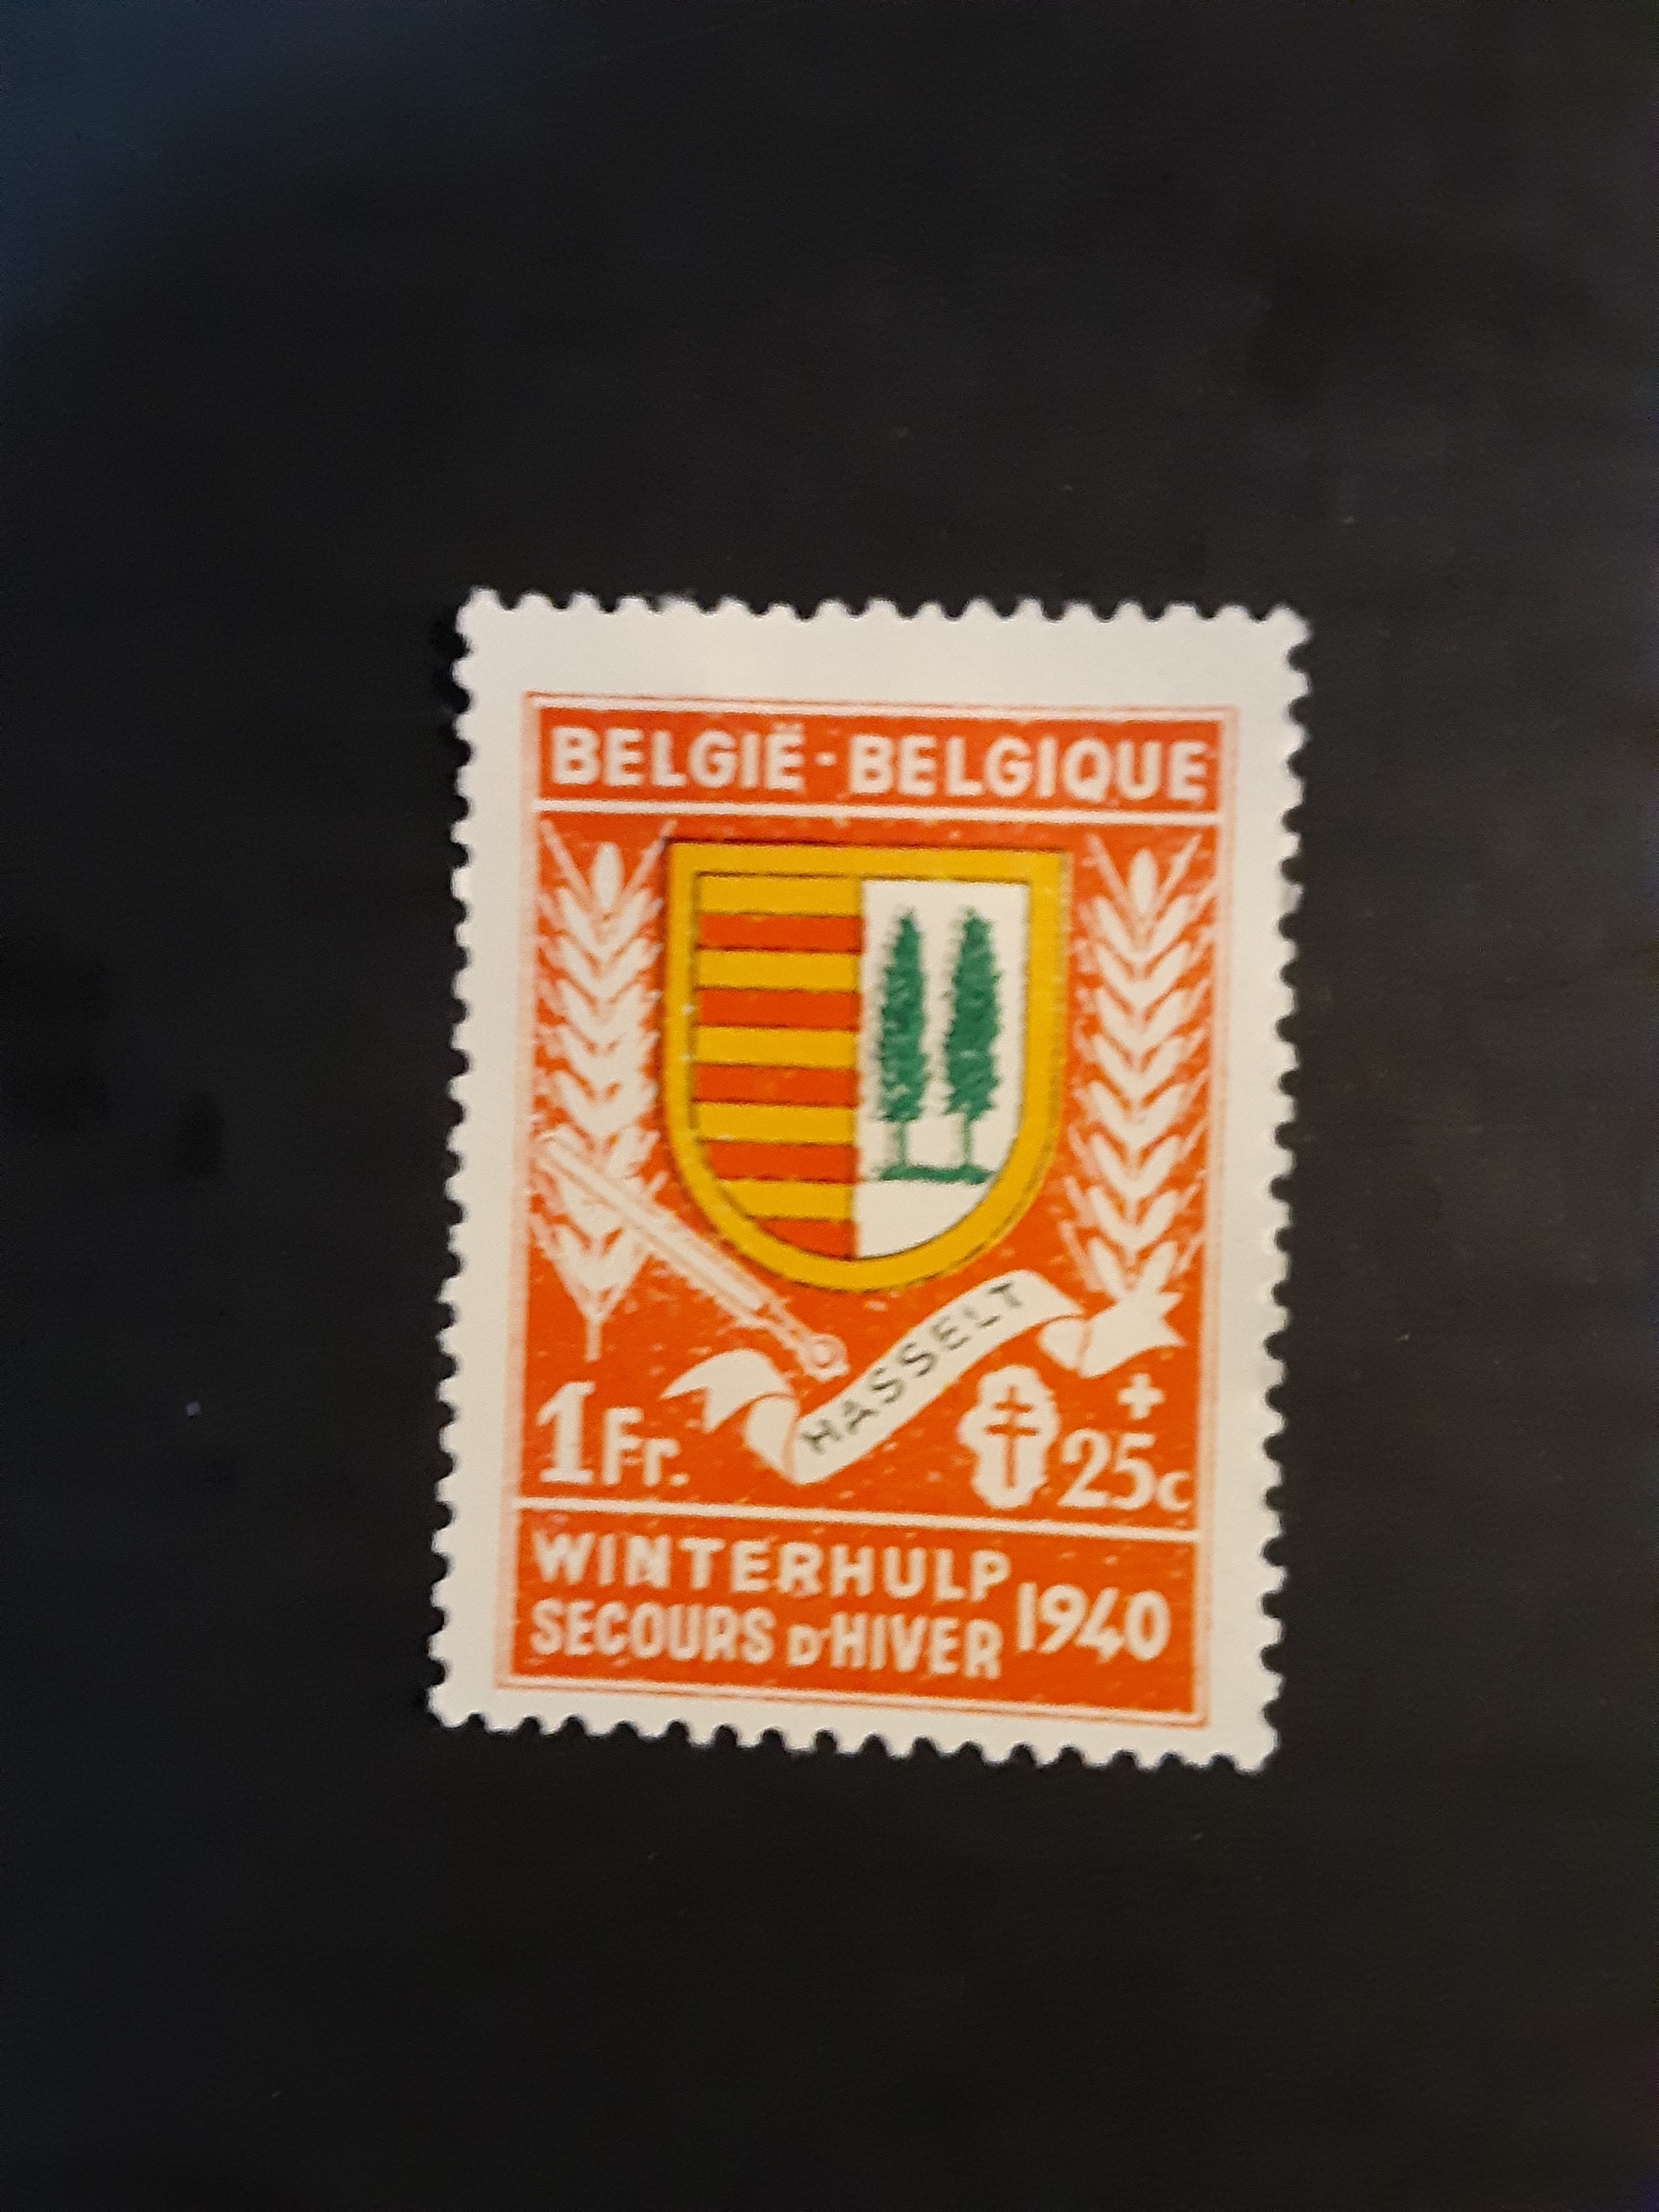 BELGIË - BELGIQUE
HASSELT
1Fr.
+
25c
WINTERHULP
SECOURS D'HIVER
1940